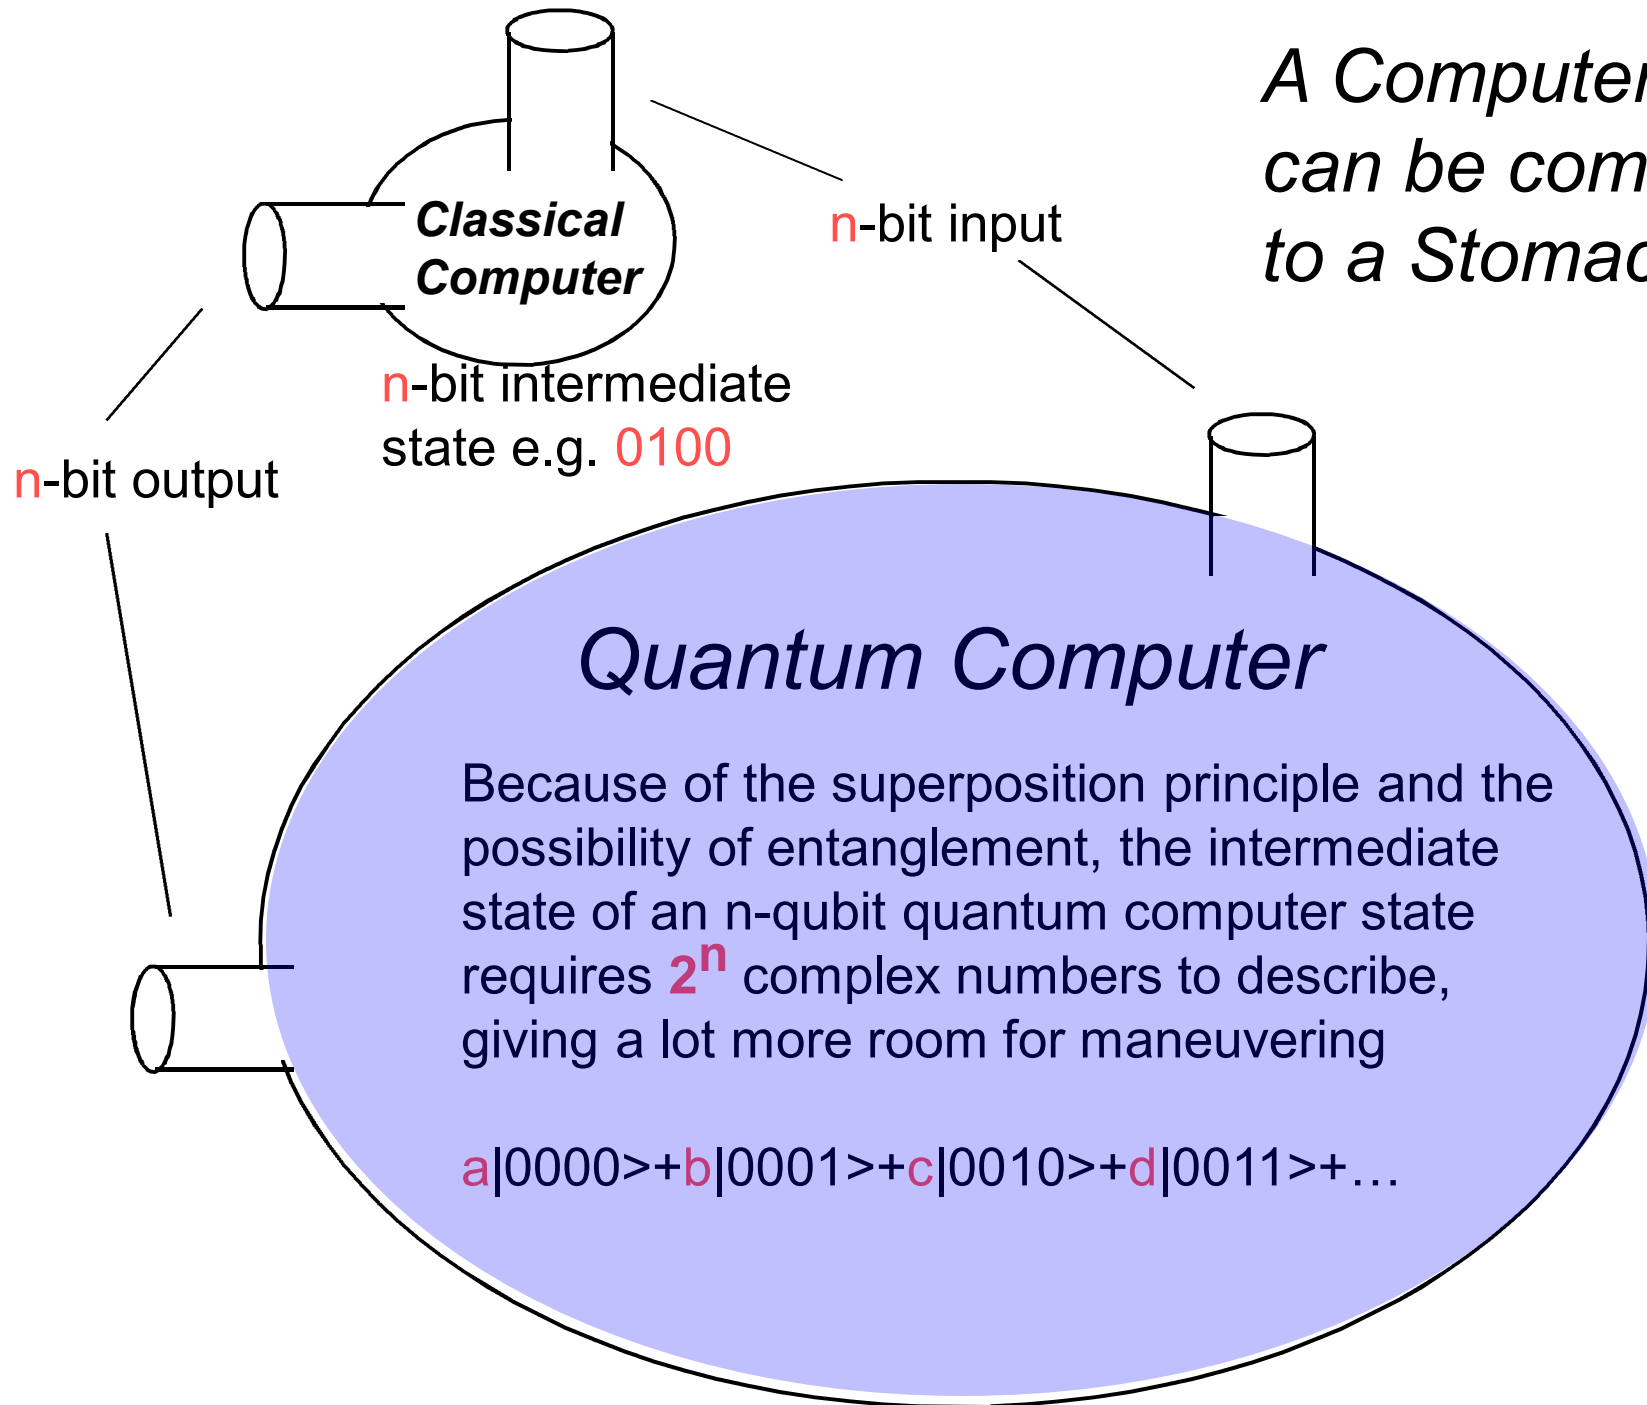 A Computer
can be com
to a Stomac
Classical
Computer
n-bit input
n-bit intermediate
state e.g. 0100
n-bit output
Quantum Computer
Because of the superposition principle and the
possibility of entanglement, the intermediate
state of an n-qubit quantum computer state
requires 2ⁿ complex numbers to describe,
giving a lot more room for maneuvering
a|0000>+b|0001>+c|0010>+d|0011>+…